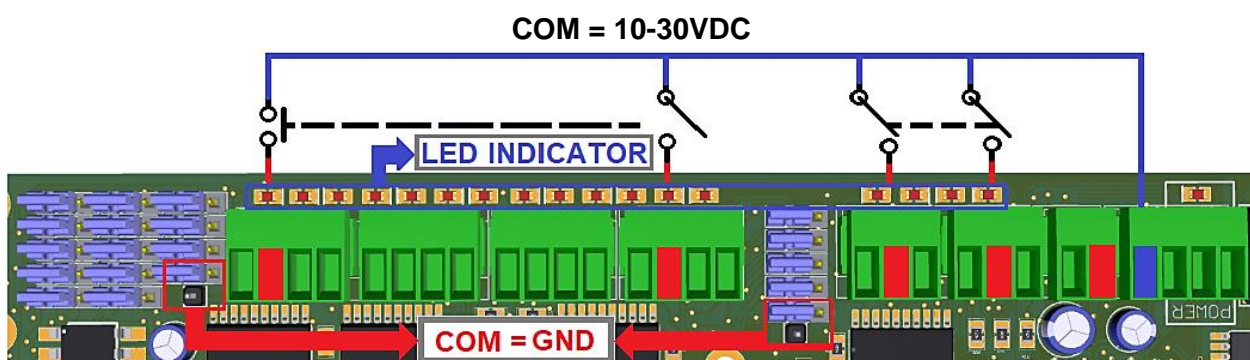 COM = 10-30VDC
LED INDICATOR
COM = GND
POWER